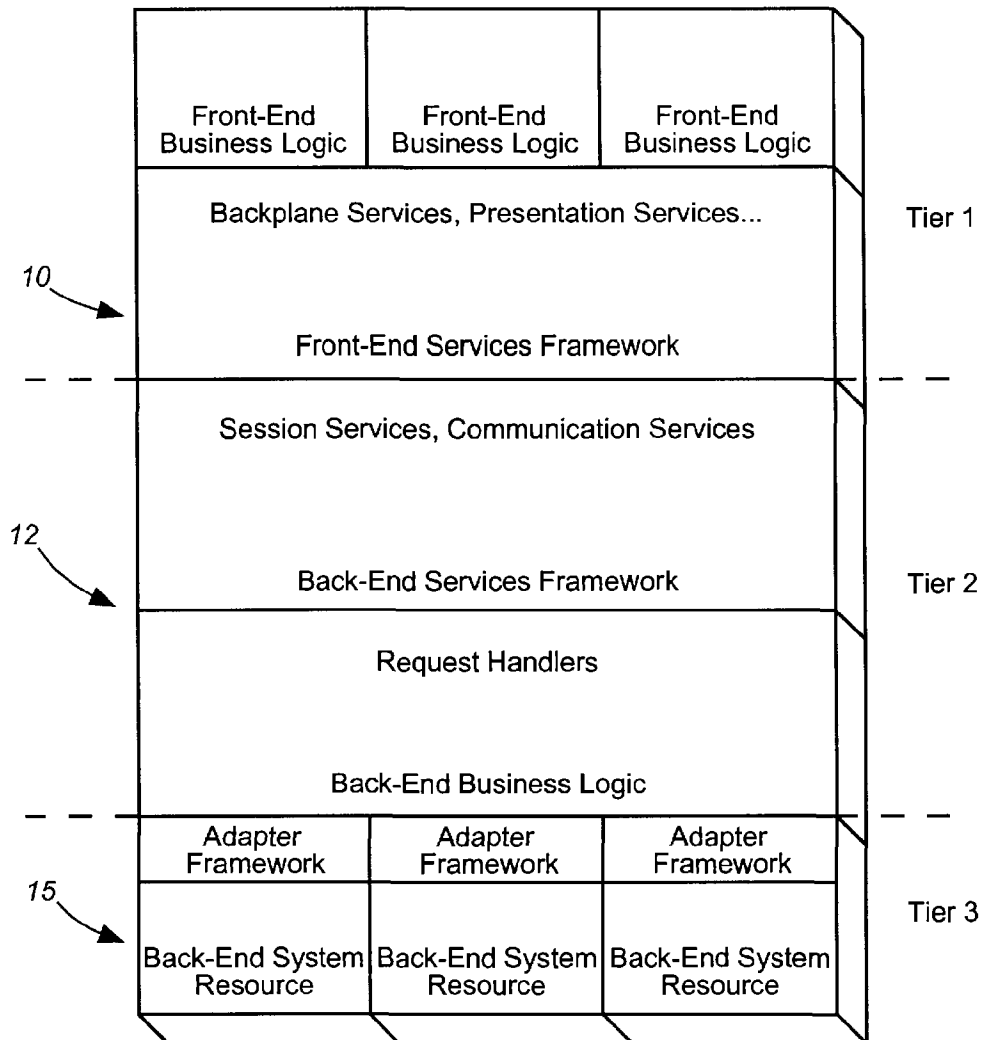 Front-End
Business Logic
Front-End
Business Logic
Front-End
Business Logic
Backplane Services, Presentation Services...
Tier 1
10
Front-End Services Framework
Session Services, Communication Services
12
Back-End Services Framework
Tier 2
Request Handlers
Back-End Business Logic
Adapter
Framework
Adapter
Framework
Adapter
Framework
15
Tier 3
Back-End System
Resource
Back-End System
Resource
Back-End System
Resource